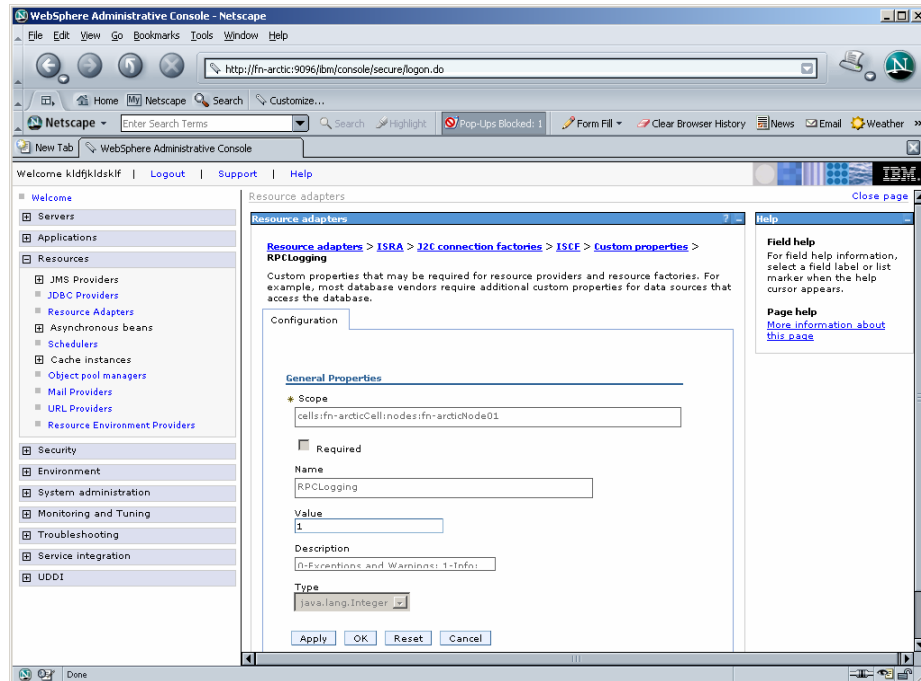 WebSphere Administrative Console - Netscape
File Edit View Go Bookmarks Tools Window Help
http://fn-arctic:9096/ibm/console/secure/logon.do
Home My Netscape Search Customize...
Netscape Enter Search Terms Search Highlight Pop-Ups Blocked: 1 Form Fill Clear Browser History News Email Weather »
New Tab WebSphere Administrative Console
Welcome kldfjkldsklf | Logout | Support | Help IBM.
Welcome
Servers
Applications
Resources
JMS Providers
JDBC Providers
Resource Adapters
Asynchronous beans
Schedulers
Cache instances
Object pool managers
Mail Providers
URL Providers
Resource Environment Providers
Security
Environment
System administration
Monitoring and Tuning
Troubleshooting
Service integration
UDDI
Resource adapters Close page
Resource adapters ? -
Resource adapters > ISRA > J2C connection factories > ISCF > Custom properties >
RPCLogging
Custom properties that may be required for resource providers and resource factories. For
example, most database vendors require additional custom properties for data sources that
access the database.
Configuration
General Properties
* Scope
cells:fn-arcticCell:nodes:fn-arcticNode01
Required
Name
RPCLogging
Value
1
Description
0-Exceptions and Warnings; 1-Info;
Type
java.lang.Integer
Apply OK Reset Cancel
Help -
Field help
For field help information,
select a field label or list
marker when the help
cursor appears.
Page help
More information about
this page
Done